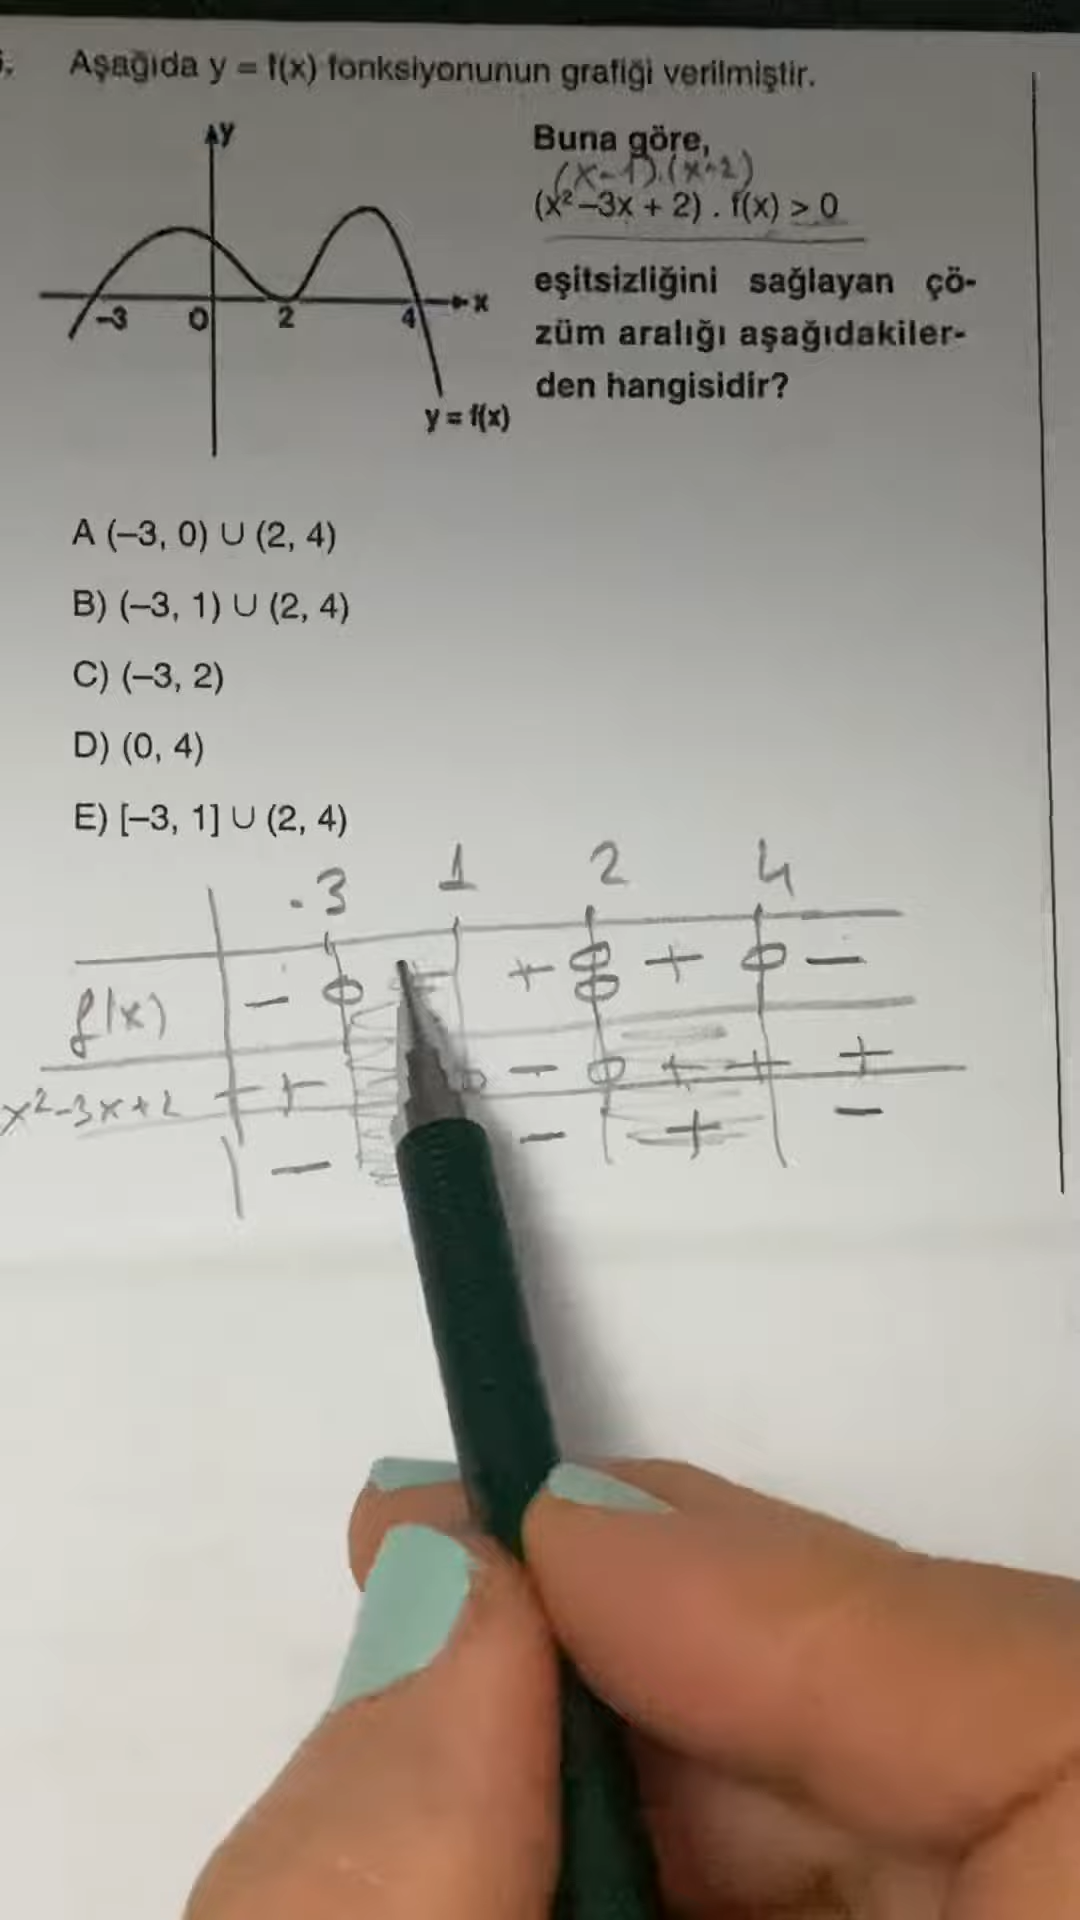 Aşağıda y = f(x) fonksiyonunun grafiği verilmiştir.
y
-3 0 2 4 x
y = f(x)
Buna göre,
(x-1).(x-2)
(x²-3x + 2) . f(x) > 0
eşitsizliğini sağlayan çö-
züm aralığı aşağıdakiler-
den hangisidir?
A (-3, 0) ∪ (2, 4)
B) (-3, 1) ∪ (2, 4)
C) (-3, 2)
D) (0, 4)
E) [-3, 1] ∪ (2, 4)
-3 1 2 4
f(x) - + + + -
x²-3x+2 + + - + + +
- - + -